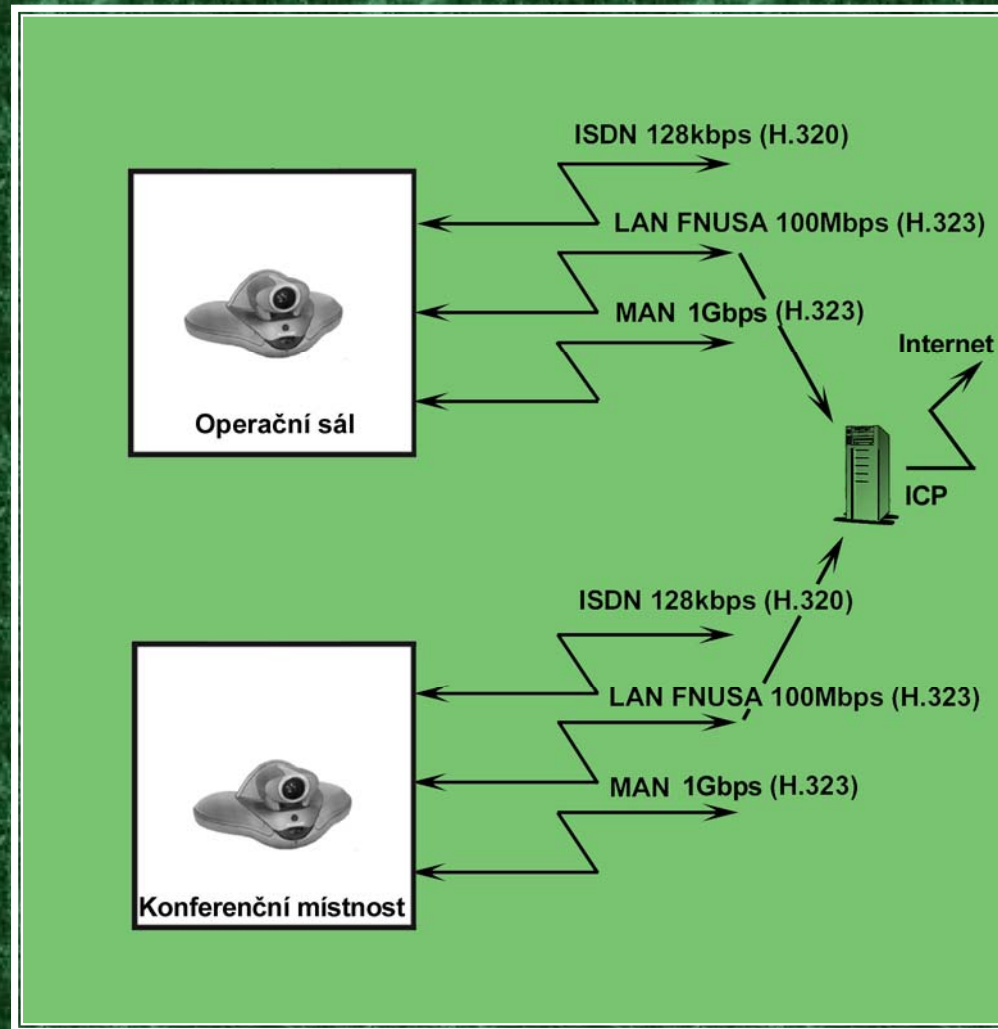 ISDN 128kbps (H.320)
LAN FNUSA 100Mbps (H.323)
MAN 1Gbps (H.323)
Internet
Operační sál
ICP
ISDN 128kbps (H.320)
LAN FNUSA 100Mbps (H.323)
MAN 1Gbps (H.323)
Konferenční místnost